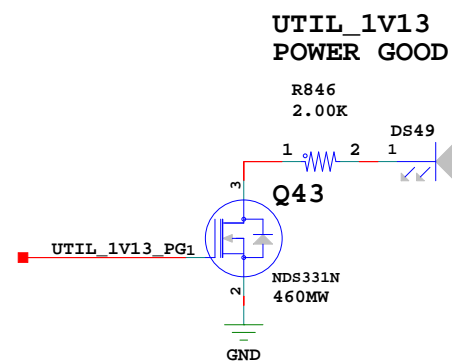 UTIL_1V13
POWER GOOD
R846
2.00K
DS49
1
2
1
3
Q43
UTIL_1V13_PG
1
NDS331N
460MW
2
GND